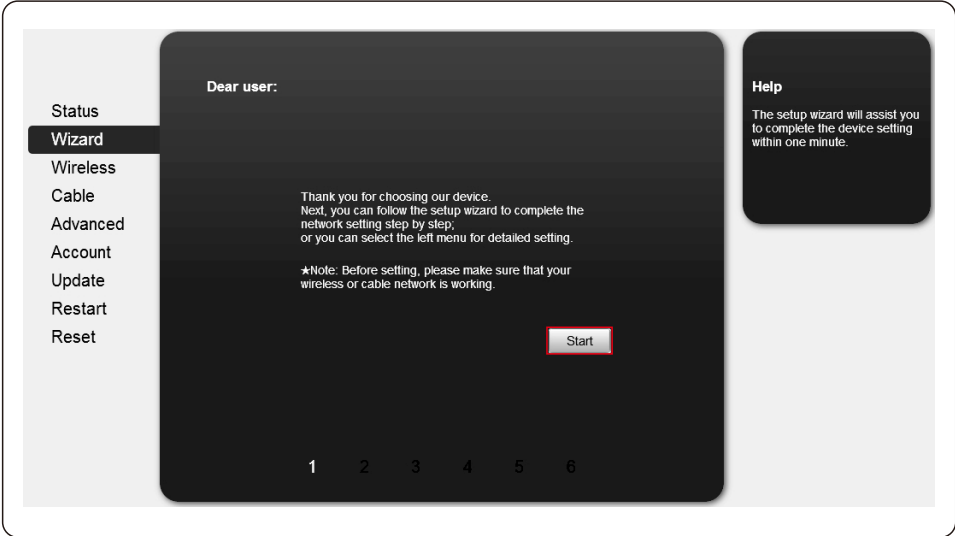 Status
Wizard
Wireless
Cable
Advanced
Account
Update
Restart
Reset
Dear user:
Thank you for choosing our device.
Next, you can follow the setup wizard to complete the
network setting step by step;
or you can select the left menu for detailed setting.
★Note: Before setting, please make sure that your
wireless or cable network is working.
Start
1 2 3 4 5 6
Help
The setup wizard will assist you
to complete the device setting
within one minute.